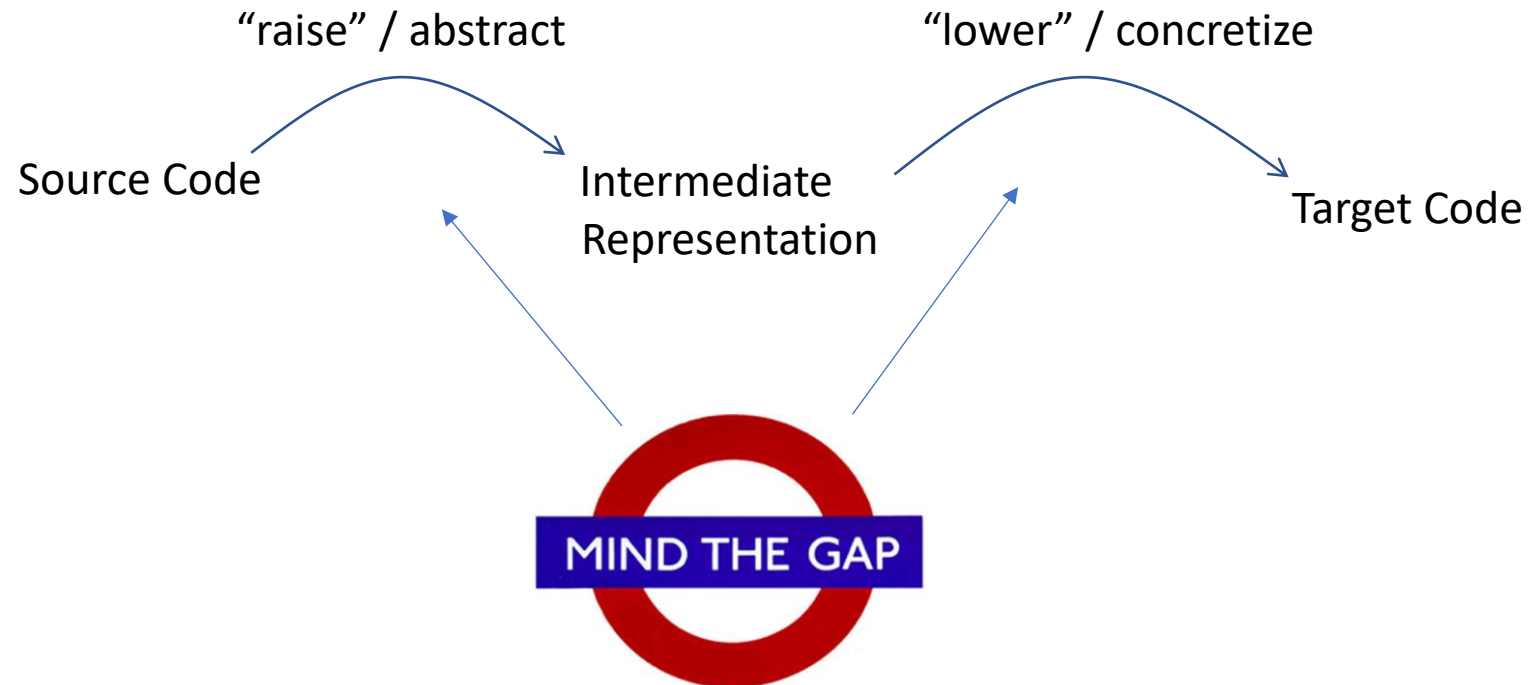 “raise” / abstract
“lower” / concretize
Source Code
Intermediate
Representation
Target Code
MIND THE GAP